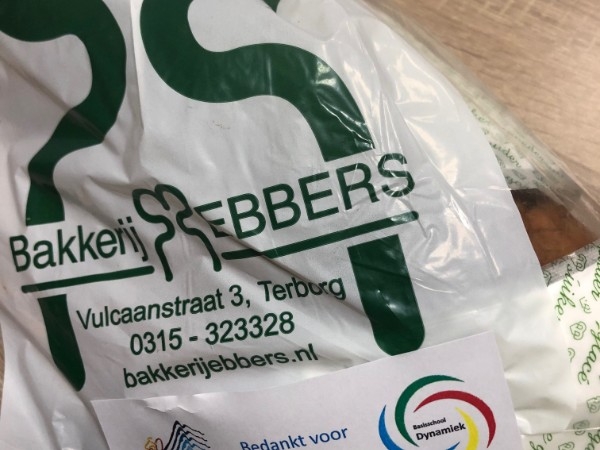 Bakkerij EBBERS
Vulcaanstraat 3, Terborg
0315 - 323328
bakkerijebbers.nl
Bedankt voor
Basisschool
Dynamiek